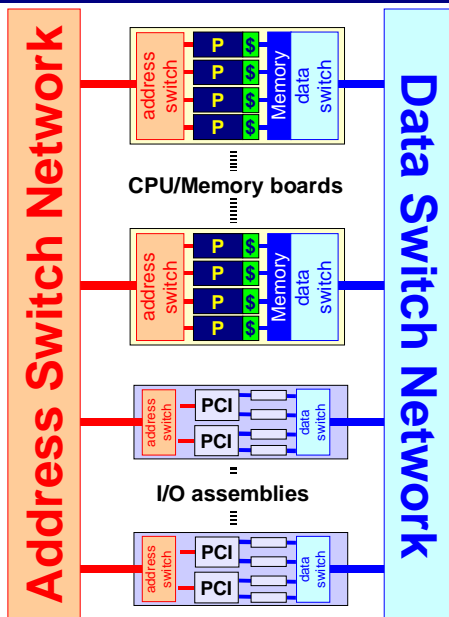 Address Switch Network
address
switch
P $
P $
P $
P $
Memory
data
switch
CPU/Memory boards
address
switch
P $
P $
P $
P $
Memory
data
switch
address
switch
PCI
PCI
data
switch
I/O assemblies
address
switch
PCI
PCI
data
switch
Data Switch Network